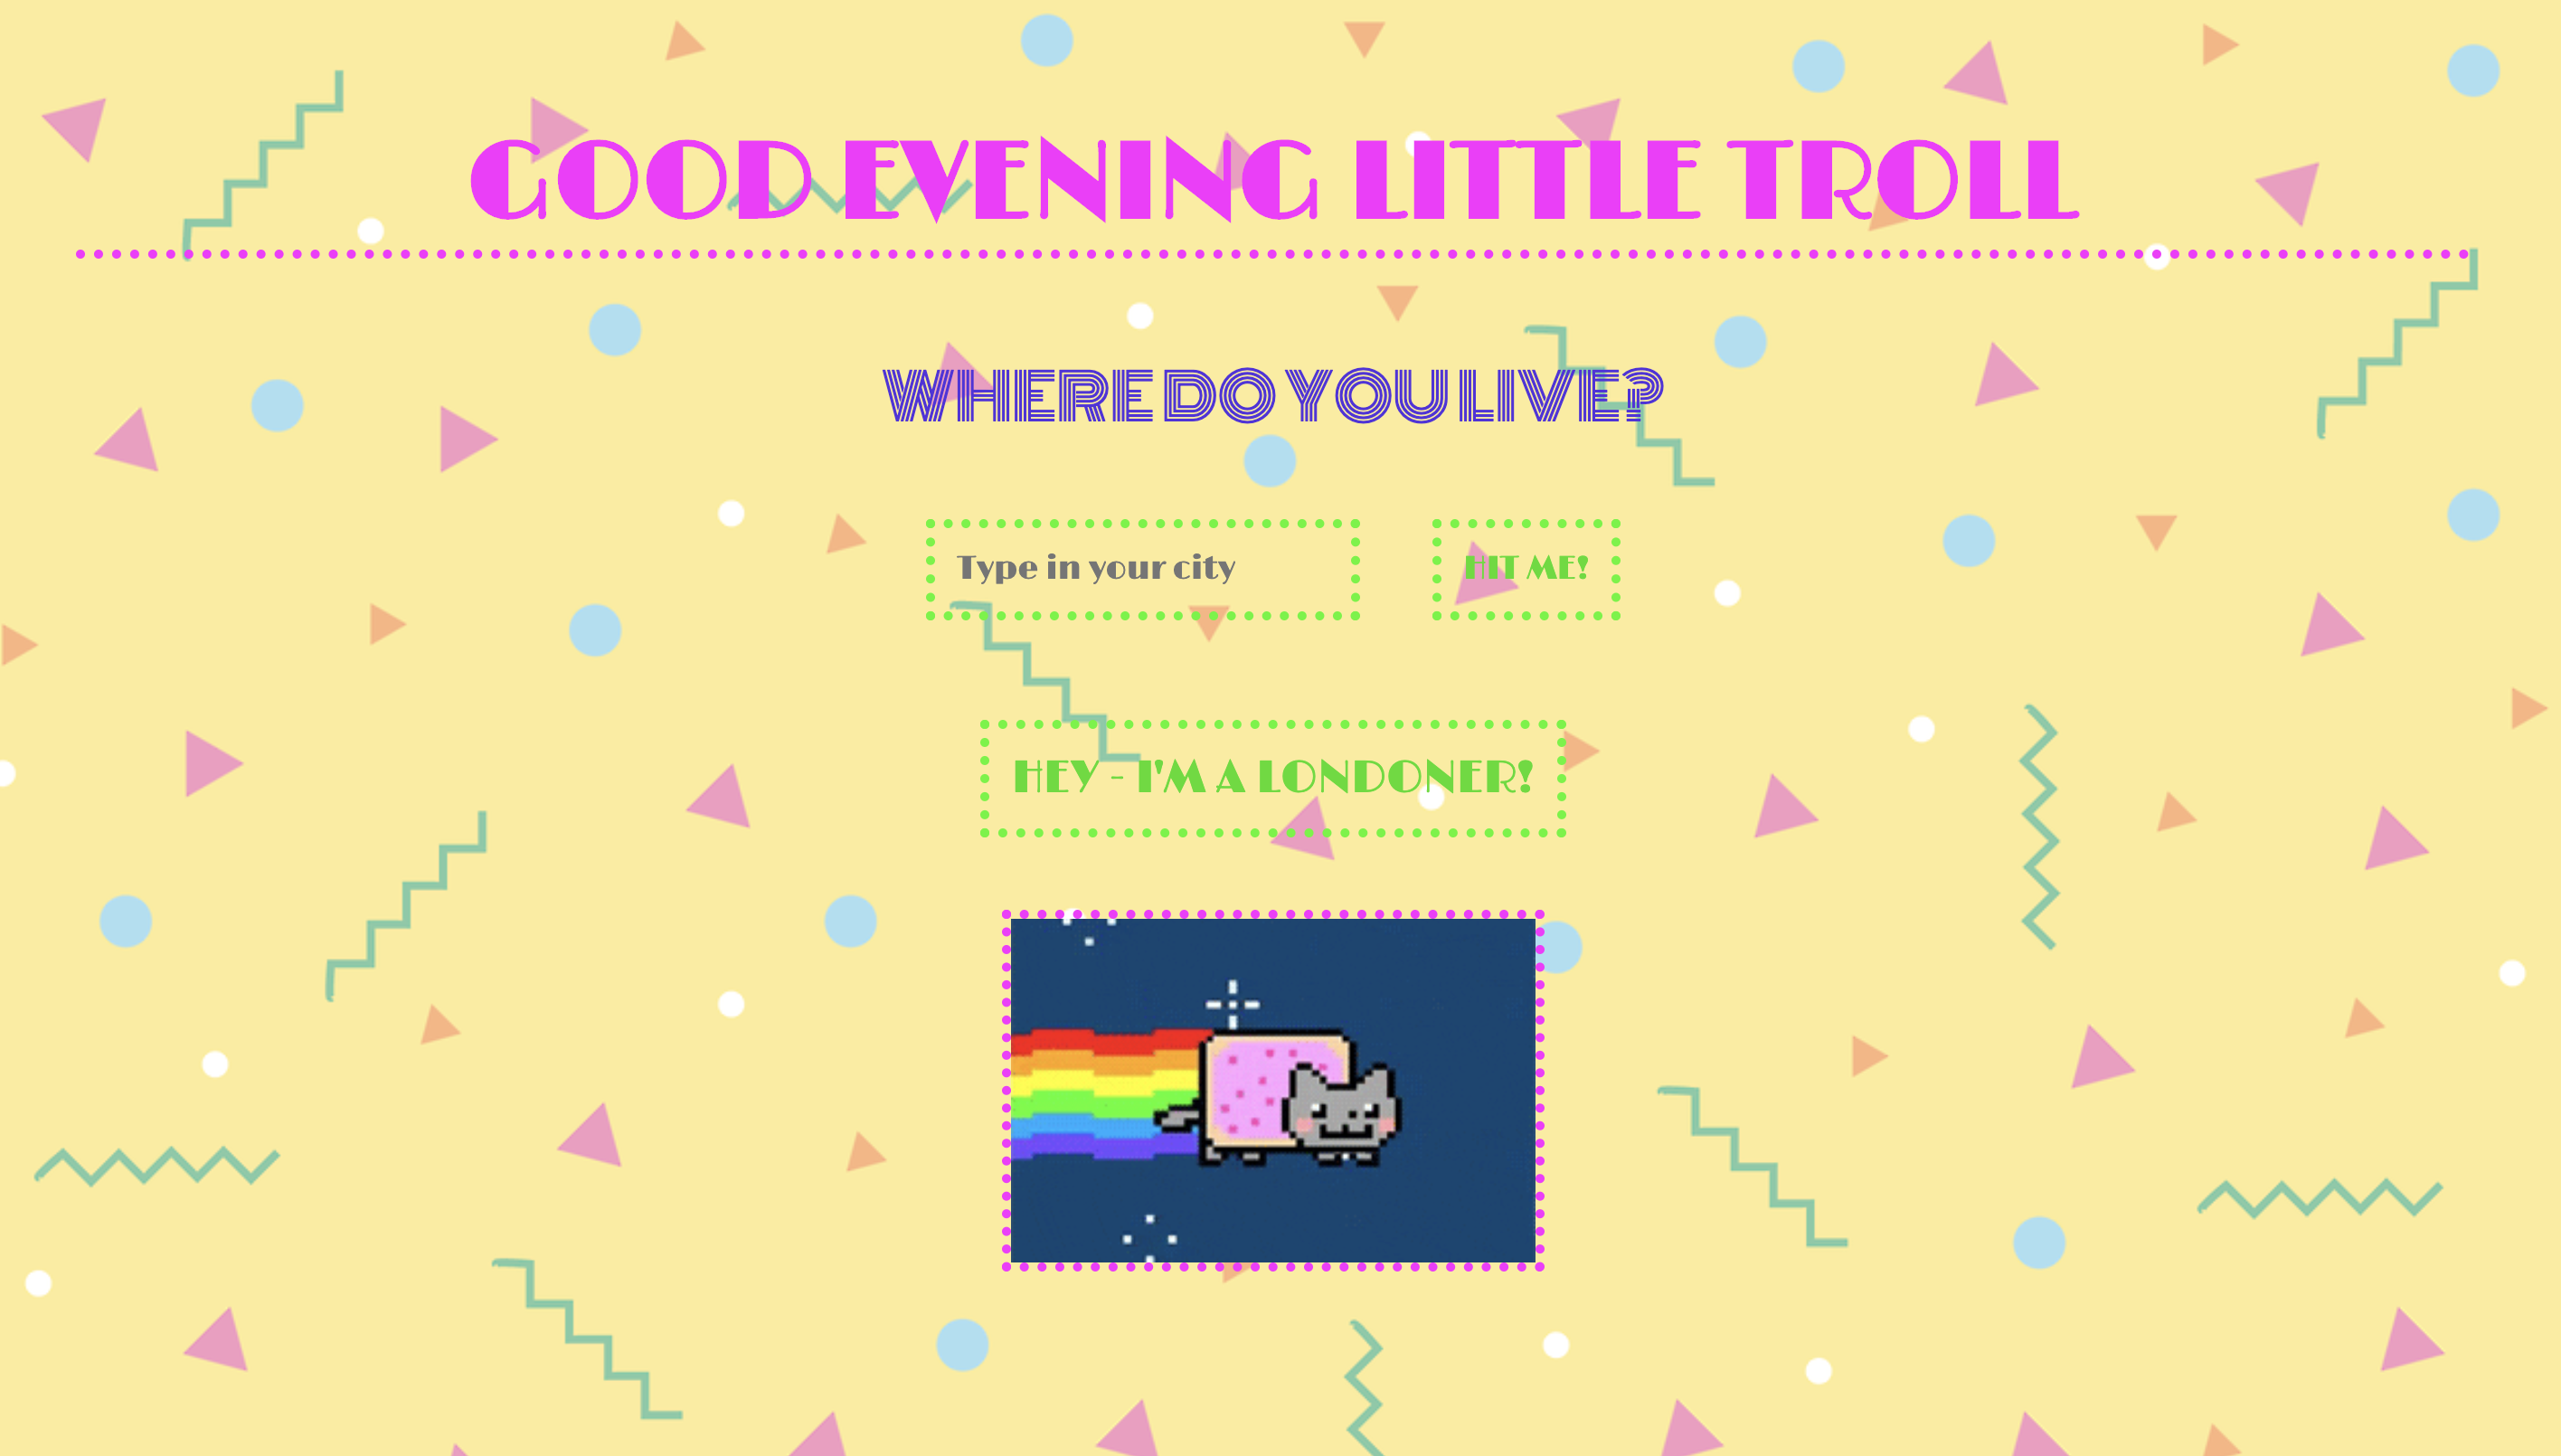 GOOD EVENING LITTLE TROLL
WHERE DO YOU LIVE?
Type in your city
HIT ME!
HEY - I'M A LONDONER!